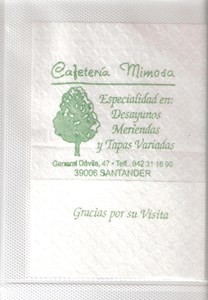 Cafetería Mimosa
Especialidad en:
Desayunos
Meriendas
y Tapas Variadas
General Dávila, 47 - Telf. 942 31 16 90
39006 SANTANDER
Gracias por su Visita